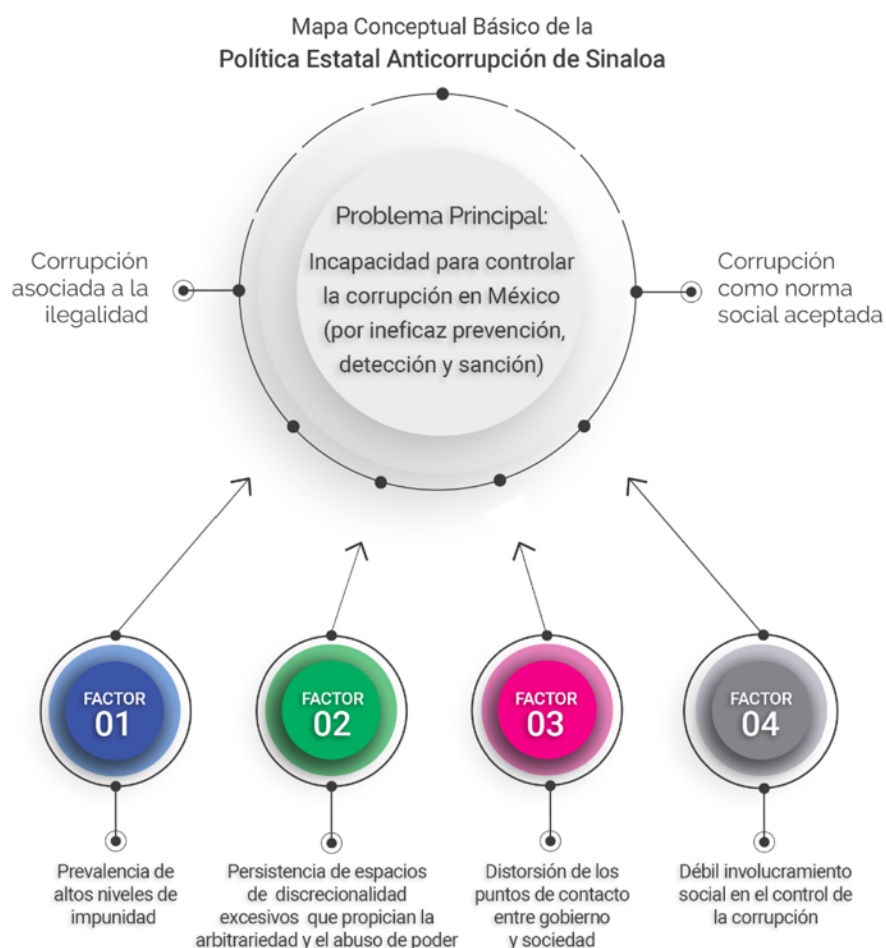 Mapa Conceptual Básico de la
Política Estatal Anticorrupción de Sinaloa
Problema Principal:
Incapacidad para controlar
la corrupción en México
(por ineficaz prevención,
detección y sanción)
Corrupción
asociada a la
ilegalidad
Corrupción
como norma
social aceptada
FACTOR
01
FACTOR
02
FACTOR
03
FACTOR
04
Prevalencia de
altos niveles de
impunidad
Persistencia de espacios
de discrecionalidad
excesivos que propician la
arbitrariedad y el abuso de poder
Distorsión de los
puntos de contacto
entre gobierno
y sociedad
Débil involucramiento
social en el control de
la corrupción